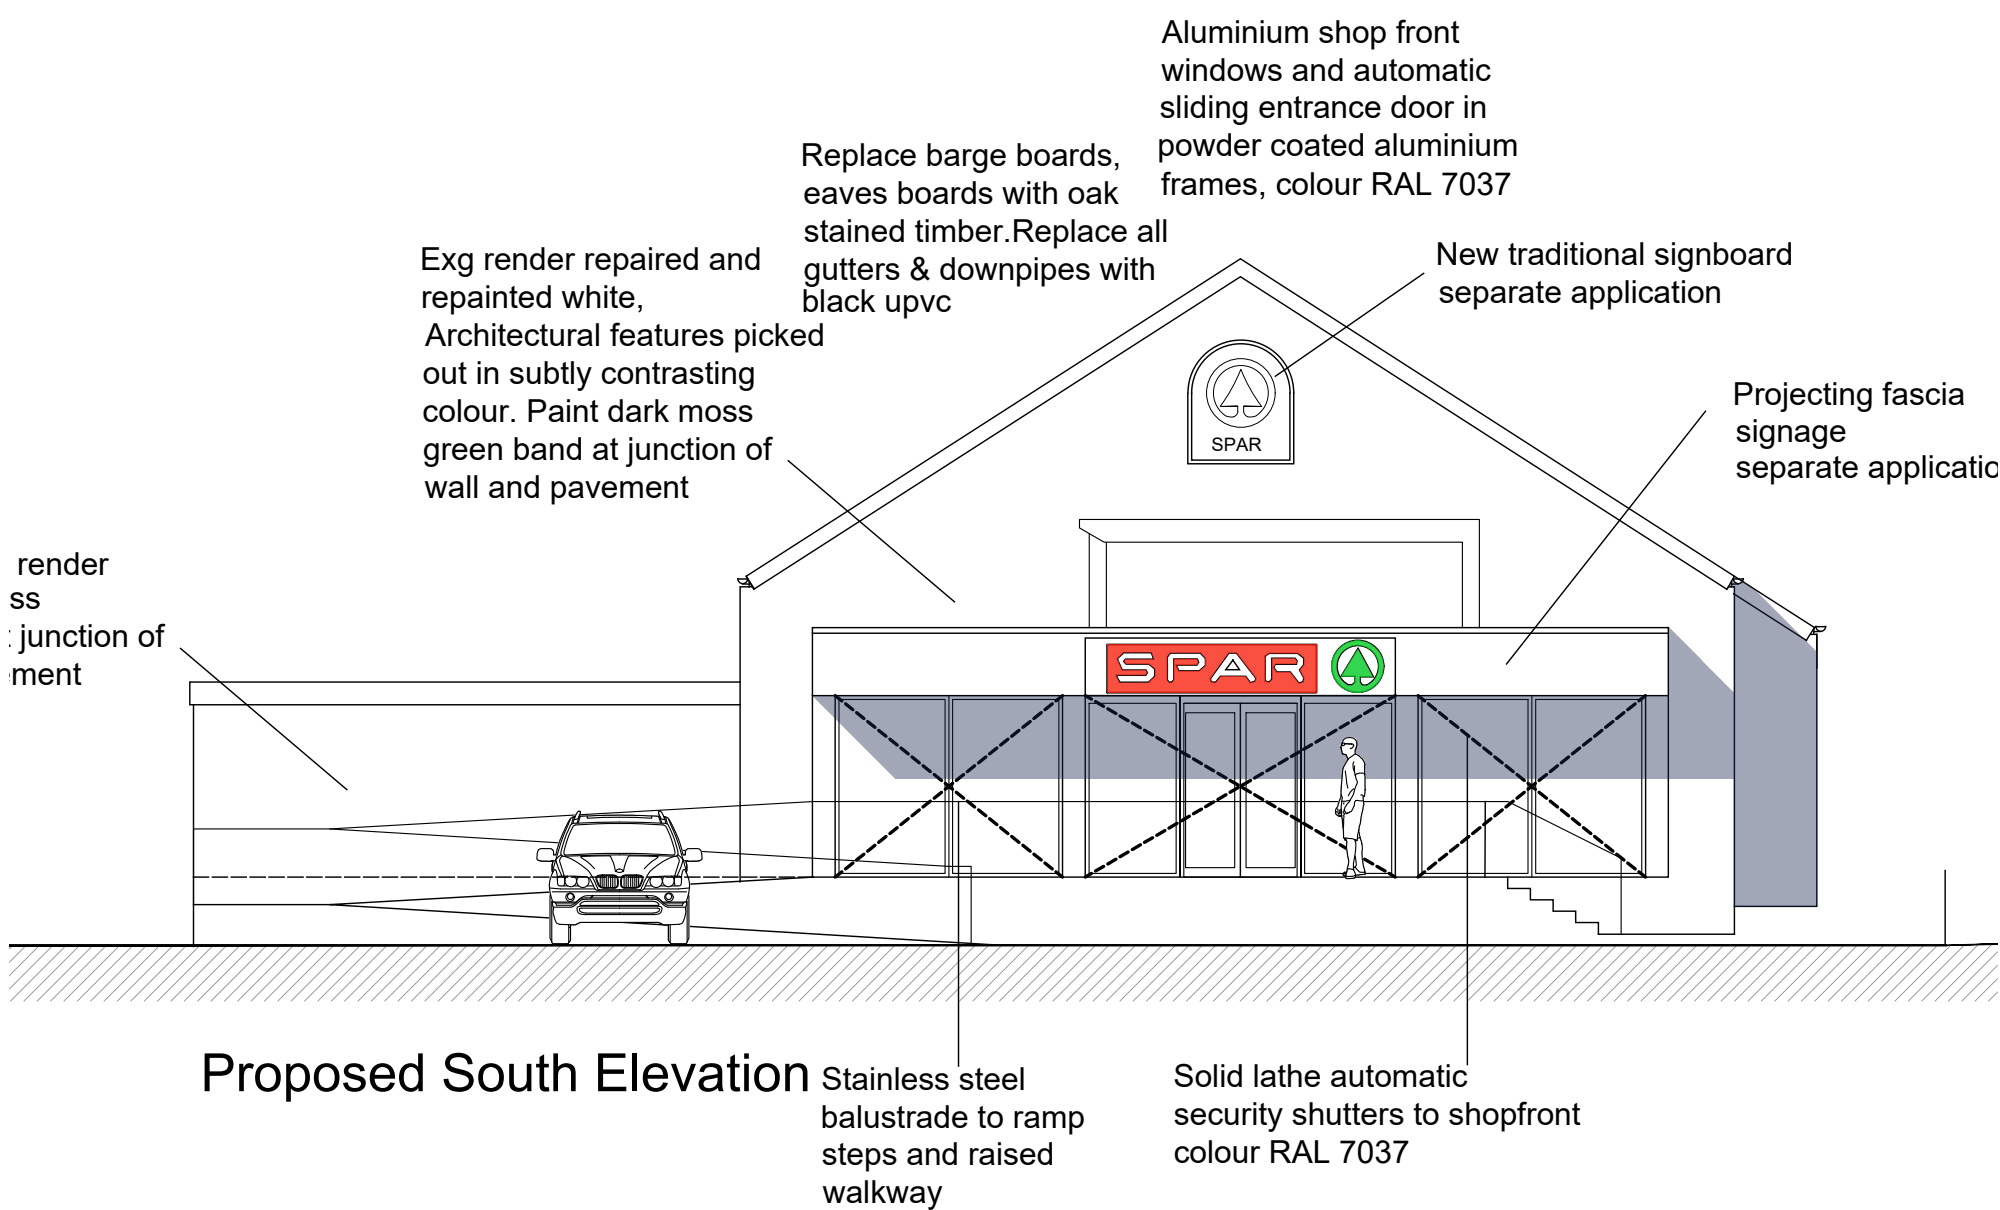 Aluminium shop front
windows and automatic
sliding entrance door in
powder coated aluminium
frames, colour RAL 7037
Replace barge boards,
eaves boards with oak
stained timber.Replace all
gutters & downpipes with
black upvc
Exg render repaired and
repainted white,
Architectural features picked
out in subtly contrasting
colour. Paint dark moss
green band at junction of
wall and pavement
New traditional signboard
separate application
SPAR
Projecting fascia
signage
separate applicatio
render
ss
junction of
ement
SPAR
Proposed South Elevation
Stainless steel
balustrade to ramp
steps and raised
walkway
Solid lathe automatic
security shutters to shopfront
colour RAL 7037